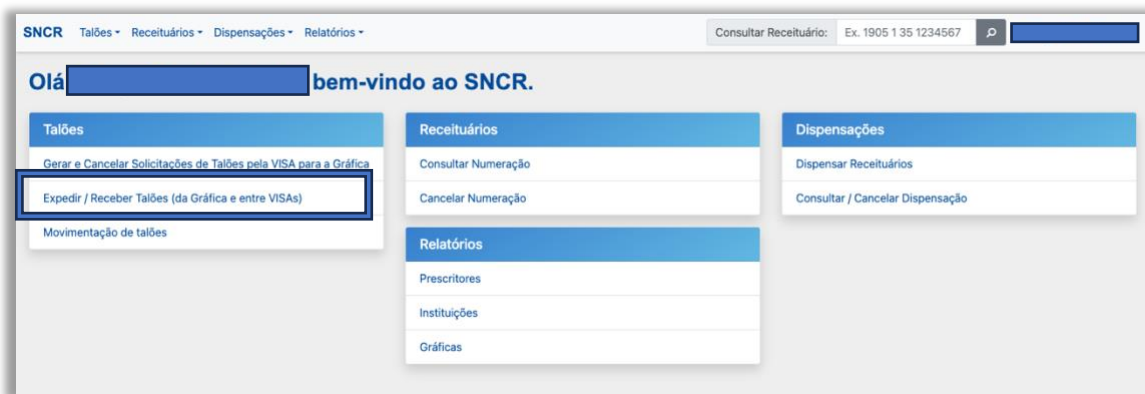 SNCR Talões Receituários Dispensações Relatórios Consultar Receituário: Ex. 1905 1 35 1234567
Olá bem-vindo ao SNCR.
Talões
Gerar e Cancelar Solicitações de Talões pela VISA para a Gráfica
Expedir / Receber Talões (da Gráfica e entre VISAs)
Movimentação de talões
Receituários
Consultar Numeração
Cancelar Numeração
Relatórios
Prescritores
Instituições
Gráficas
Dispensações
Dispensar Receituários
Consultar / Cancelar Dispensação